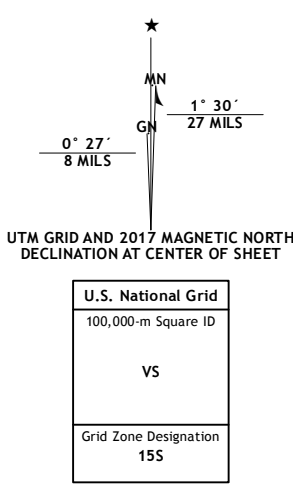 MN
1° 30´
27 MILS
GN
0° 27´
8 MILS
UTM GRID AND 2017 MAGNETIC NORTH
DECLINATION AT CENTER OF SHEET
U.S. National Grid
100,000-m Square ID
VS
Grid Zone Designation
15S